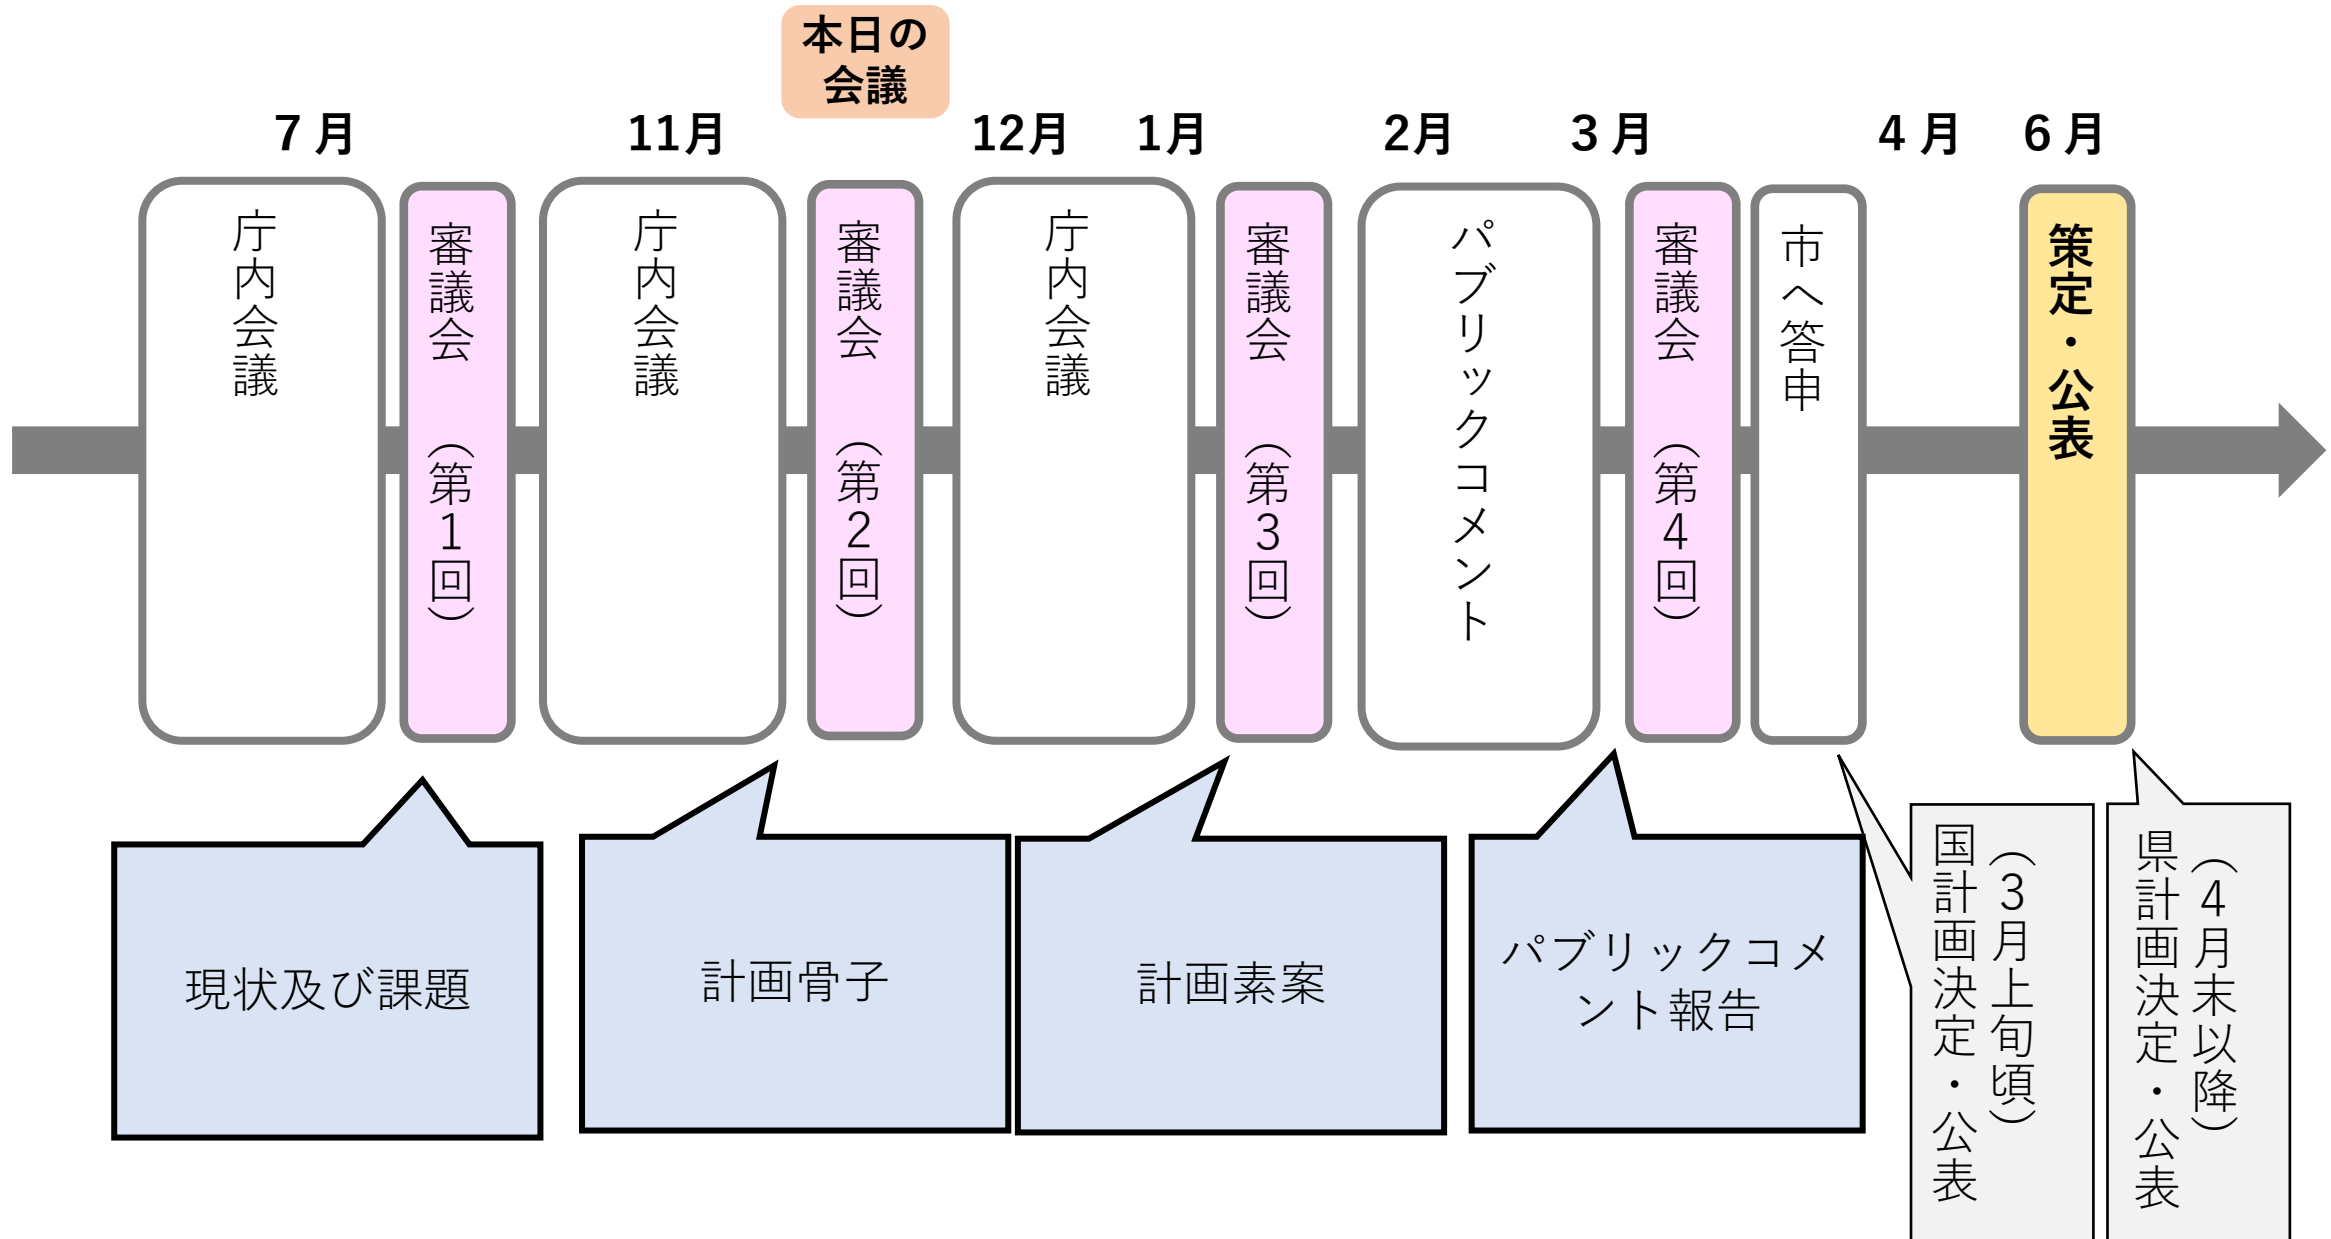 本日の
会議
７月
11月
12月
1月
2月
３月
４月
６月
庁内会議
審議会　（第１回）
庁内会議
審議会　（第２回）
庁内会議
審議会　（第３回）
パブリックコメント
審議会　（第４回）
市へ答申
策定・公表
現状及び課題
計画骨子
計画素案
パブリックコメ
ント報告
（３月上旬頃）
国計画決定・公表
（４月末以降）
県計画決定・公表